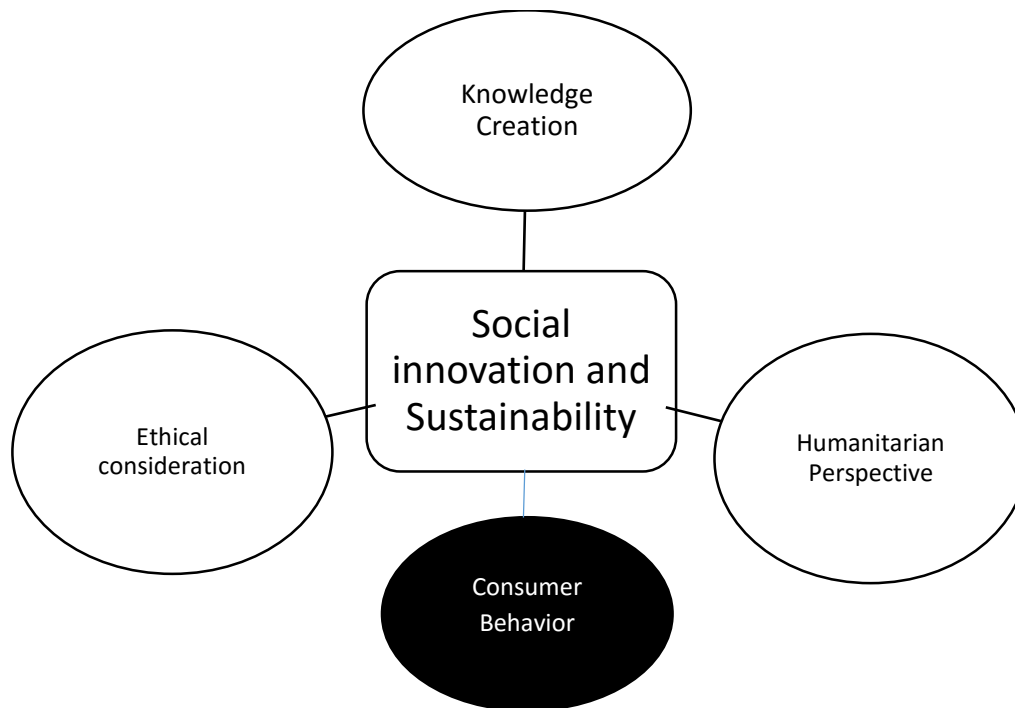 Knowledge
Creation
Social
innovation and
Sustainability
Ethical
consideration
Humanitarian
Perspective
Consumer
Behavior